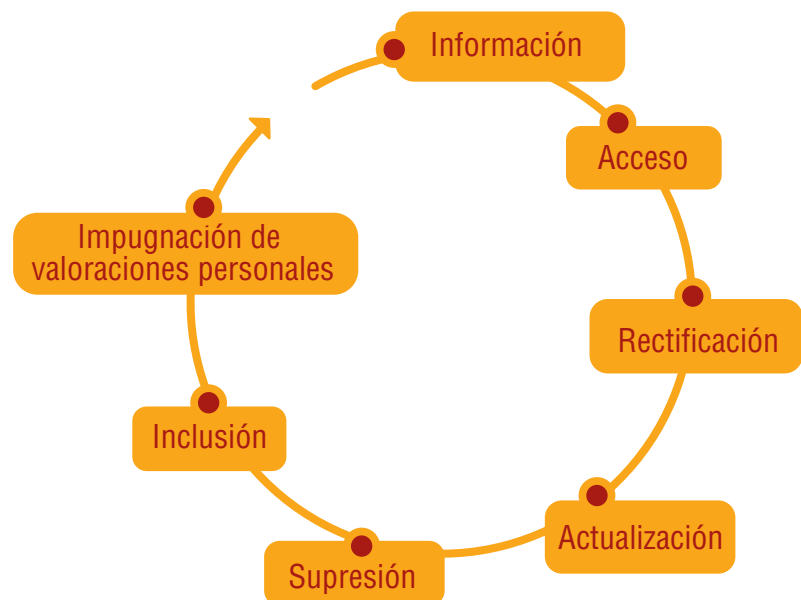 Información
Acceso
Rectificación
Actualización
Supresión
Inclusión
Impugnación de
valoraciones personales